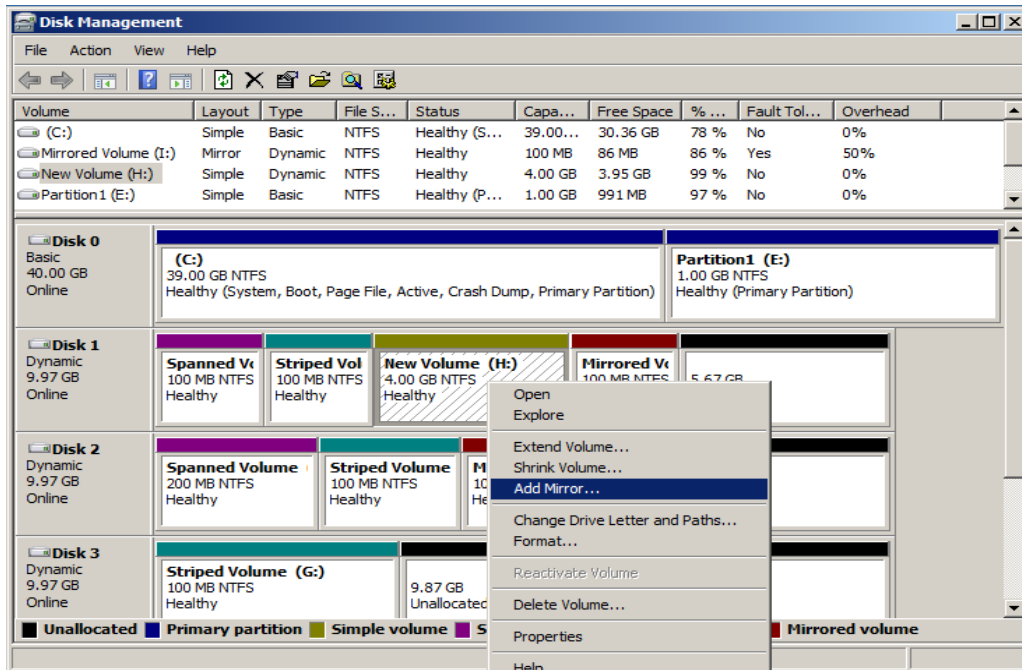 Disk Management
File Action View Help
Volume Layout Type File S... Status Capa... Free Space % ... Fault Tol... Overhead
(C:) Simple Basic NTFS Healthy (S... 39.00... 30.36 GB 78 % No 0%
Mirrored Volume (I:) Mirror Dynamic NTFS Healthy 100 MB 86 MB 86 % Yes 50%
New Volume (H:) Simple Dynamic NTFS Healthy 4.00 GB 3.95 GB 99 % No 0%
Partition1 (E:) Simple Basic NTFS Healthy (P... 1.00 GB 991 MB 97 % No 0%
Disk 0
Basic
40.00 GB
Online
(C:)
39.00 GB NTFS
Healthy (System, Boot, Page File, Active, Crash Dump, Primary Partition)
Partition1 (E:)
1.00 GB NTFS
Healthy (Primary Partition)
Disk 1
Dynamic
9.97 GB
Online
Spanned Vo
100 MB NTFS
Healthy
Striped Vol
100 MB NTFS
Healthy
New Volume (H:)
4.00 GB NTFS
Healthy
Mirrored Vo
100 MB NTFS
5.67 GB
Disk 2
Dynamic
9.97 GB
Online
Spanned Volume
200 MB NTFS
Healthy
Striped Volume
100 MB NTFS
Healthy
M
10
He
Disk 3
Dynamic
9.97 GB
Online
Striped Volume (G:)
100 MB NTFS
Healthy
9.87 GB
Unallocated
Open
Explore
Extend Volume...
Shrink Volume...
Add Mirror...
Change Drive Letter and Paths...
Format...
Reactivate Volume
Delete Volume...
Properties
Help
Unallocated Primary partition Simple volume S Mirrored volume